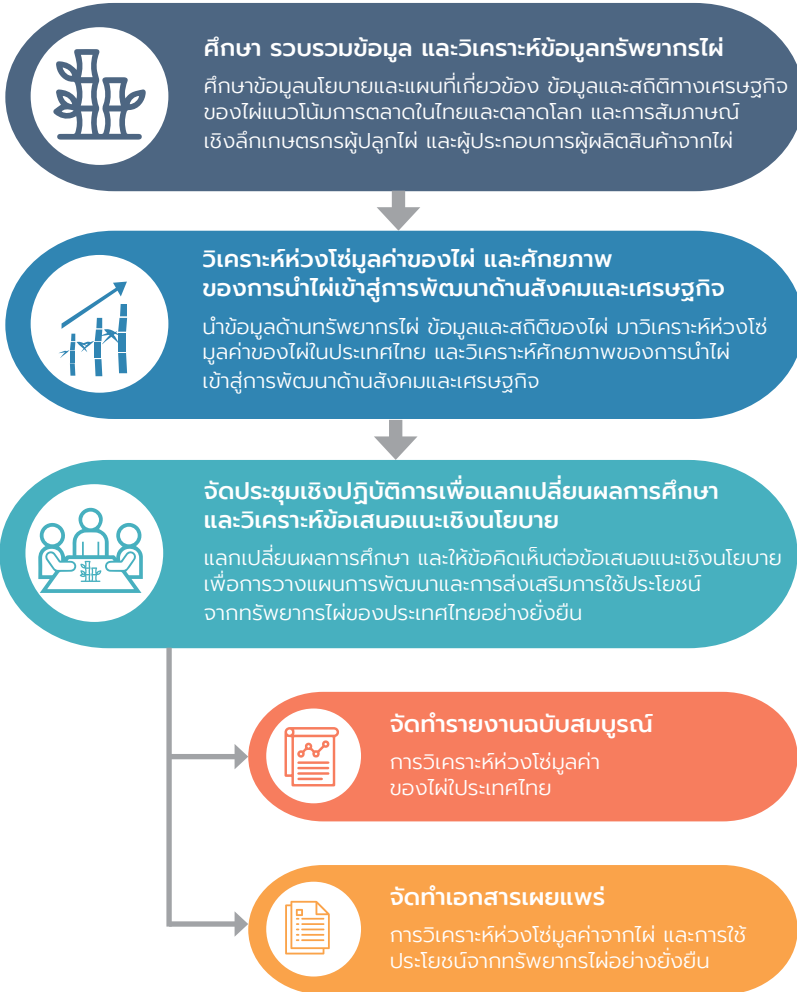 ศึกษา รวบรวมข้อมูล และวิเคราะห์ข้อมูลทรัพยากรไผ่
ศึกษาข้อมูลนโยบายและแผนที่เกี่ยวข้อง ข้อมูลและสถิติทางเศรษฐกิจ
ของไผ่แนวโน้มการตลาดในไทยและตลาดโลก และการสัมภาษณ์
เชิงลึกเกษตรกรผู้ปลูกไผ่ และผู้ประกอบการผู้ผลิตสินค้าจากไผ่
วิเคราะห์ห่วงโซ่มูลค่าของไผ่ และศักยภาพ
ของการนำไผ่เข้าสู่การพัฒนาด้านสังคมและเศรษฐกิจ
นำข้อมูลด้านทรัพยากรไผ่ ข้อมูลและสถิติของไผ่ มาวิเคราะห์ห่วงโซ่
มูลค่าของไผ่ในประเทศไทย และวิเคราะห์ศักยภาพของการนำไผ่
เข้าสู่การพัฒนาด้านสังคมและเศรษฐกิจ
จัดประชุมเชิงปฏิบัติการเพื่อแลกเปลี่ยนผลการศึกษา
และวิเคราะห์ข้อเสนอแนะเชิงนโยบาย
แลกเปลี่ยนผลการศึกษา และให้ข้อคิดเห็นต่อข้อเสนอแนะเชิงนโยบาย
เพื่อการวางแผนการพัฒนาและการส่งเสริมการใช้ประโยชน์
จากทรัพยากรไผ่ของประเทศไทยอย่างยั่งยืน
จัดทำรายงานฉบับสมบูรณ์
การวิเคราะห์ห่วงโซ่มูลค่า
ของไผ่ใประเทศไทย
จัดทำเอกสารเผยแพร่
การวิเคราะห์ห่วงโซ่มูลค่าจากไผ่ และการใช้
ประโยชน์จากทรัพยากรไผ่อย่างยั่งยืน